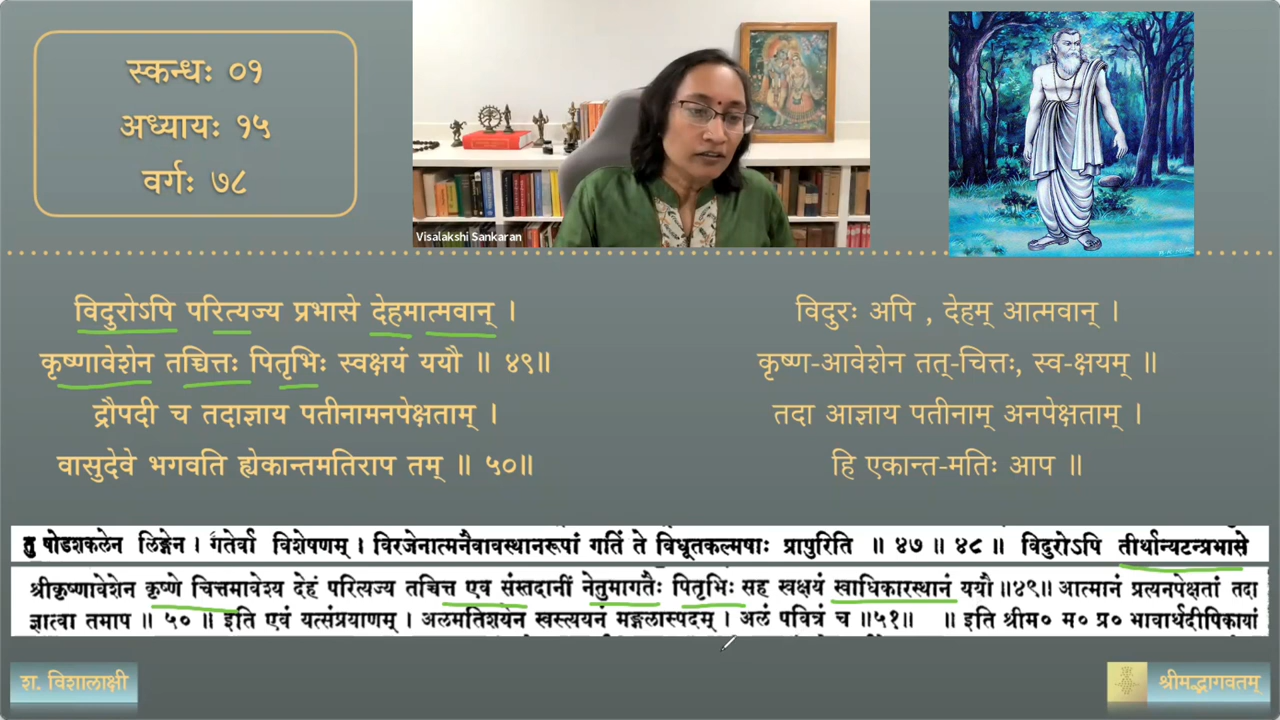 स्कन्धः ०१
अध्यायः १५
वर्गः ७८
Visalakshi Sankaran
विदुरोऽपि परित्यज्य प्रभासे देहमात्मवान् ।
कृष्णावेशेन तच्चित्तः पितृभिः स्वक्षयं ययौ ॥ ४९॥
द्रौपदी च तदाज्ञाय पतीनामनपेक्षताम् ।
वासुदेवे भगवति ह्येकान्तमतिराप तम् ॥ ५०॥
विदुरः अपि , देहम् आत्मवान् ।
कृष्ण-आवेशेन तत्-चित्तः, स्व-क्षयम् ॥
तदा आज्ञाय पतीनाम् अनपेक्षताम् ।
हि एकान्त-मतिः आप ॥
तु षोडशकलेन लिङ्गेन । गतेर्वा विशेषणम् । विरजेनात्मनैवावस्थानरूपां गतिं ते विधूतकल्मषाः प्रापुरिति ॥ ४७ ॥ ४८ ॥ विदुरोऽपि तीर्थान्यटन्प्रभासे
श्रीकृष्णावेशेन कृष्णे चित्तमावेश्य देहं परित्यज्य तच्चित्त एव संस्तदानीं नेतुमागतैः पितृभिः सह स्वक्षयं स्वाधिकारस्थानं ययौ ॥४९॥ आत्मानं प्रत्यनपेक्षतां तदा
ज्ञात्वा तमाप ॥ ५० ॥ इति एवं यत्संप्रयाणम् । अलमतिशयेन स्वस्त्ययनं मङ्गलास्पदम् । अलं पवित्रं च ॥५१॥ ॥ इति श्रीम० म० प्र० भावार्थदीपिकायां
श. विशालाक्षी
श्रीमद्भागवतम्